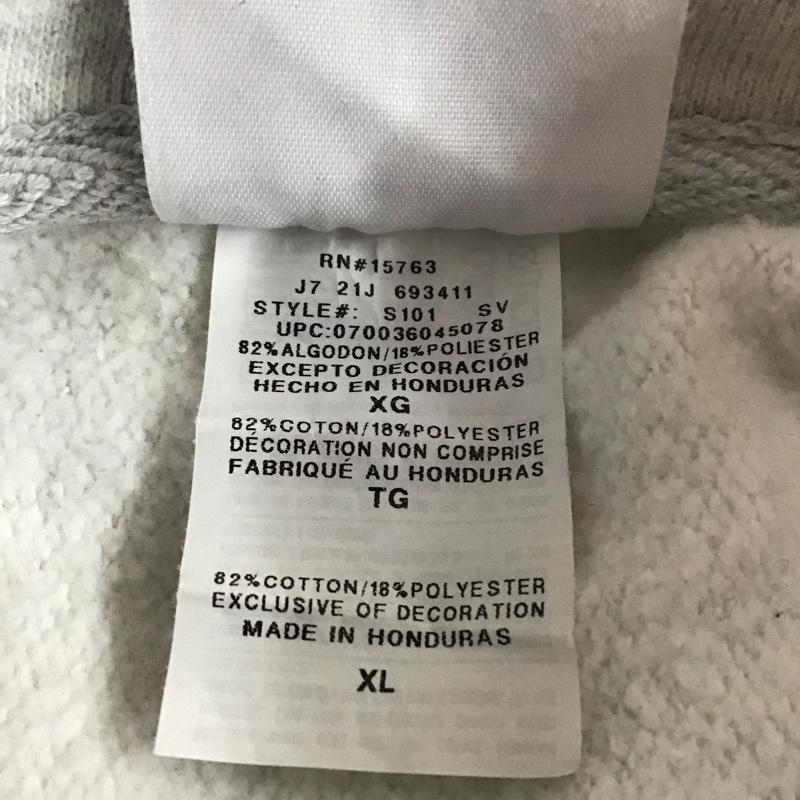 RN#15763
J7 21J 693411
STYLE#: S101 SV
UPC:070036045078
82%ALGODON/18%POLIESTER
EXCEPTO DECORACIÓN
HECHO EN HONDURAS
XG
82%COTON/18%POLYESTER
DÉCORATION NON COMPRISE
FABRIQUÉ AU HONDURAS
TG
82%COTTON/18%POLYESTER
EXCLUSIVE OF DECORATION
MADE IN HONDURAS
XL